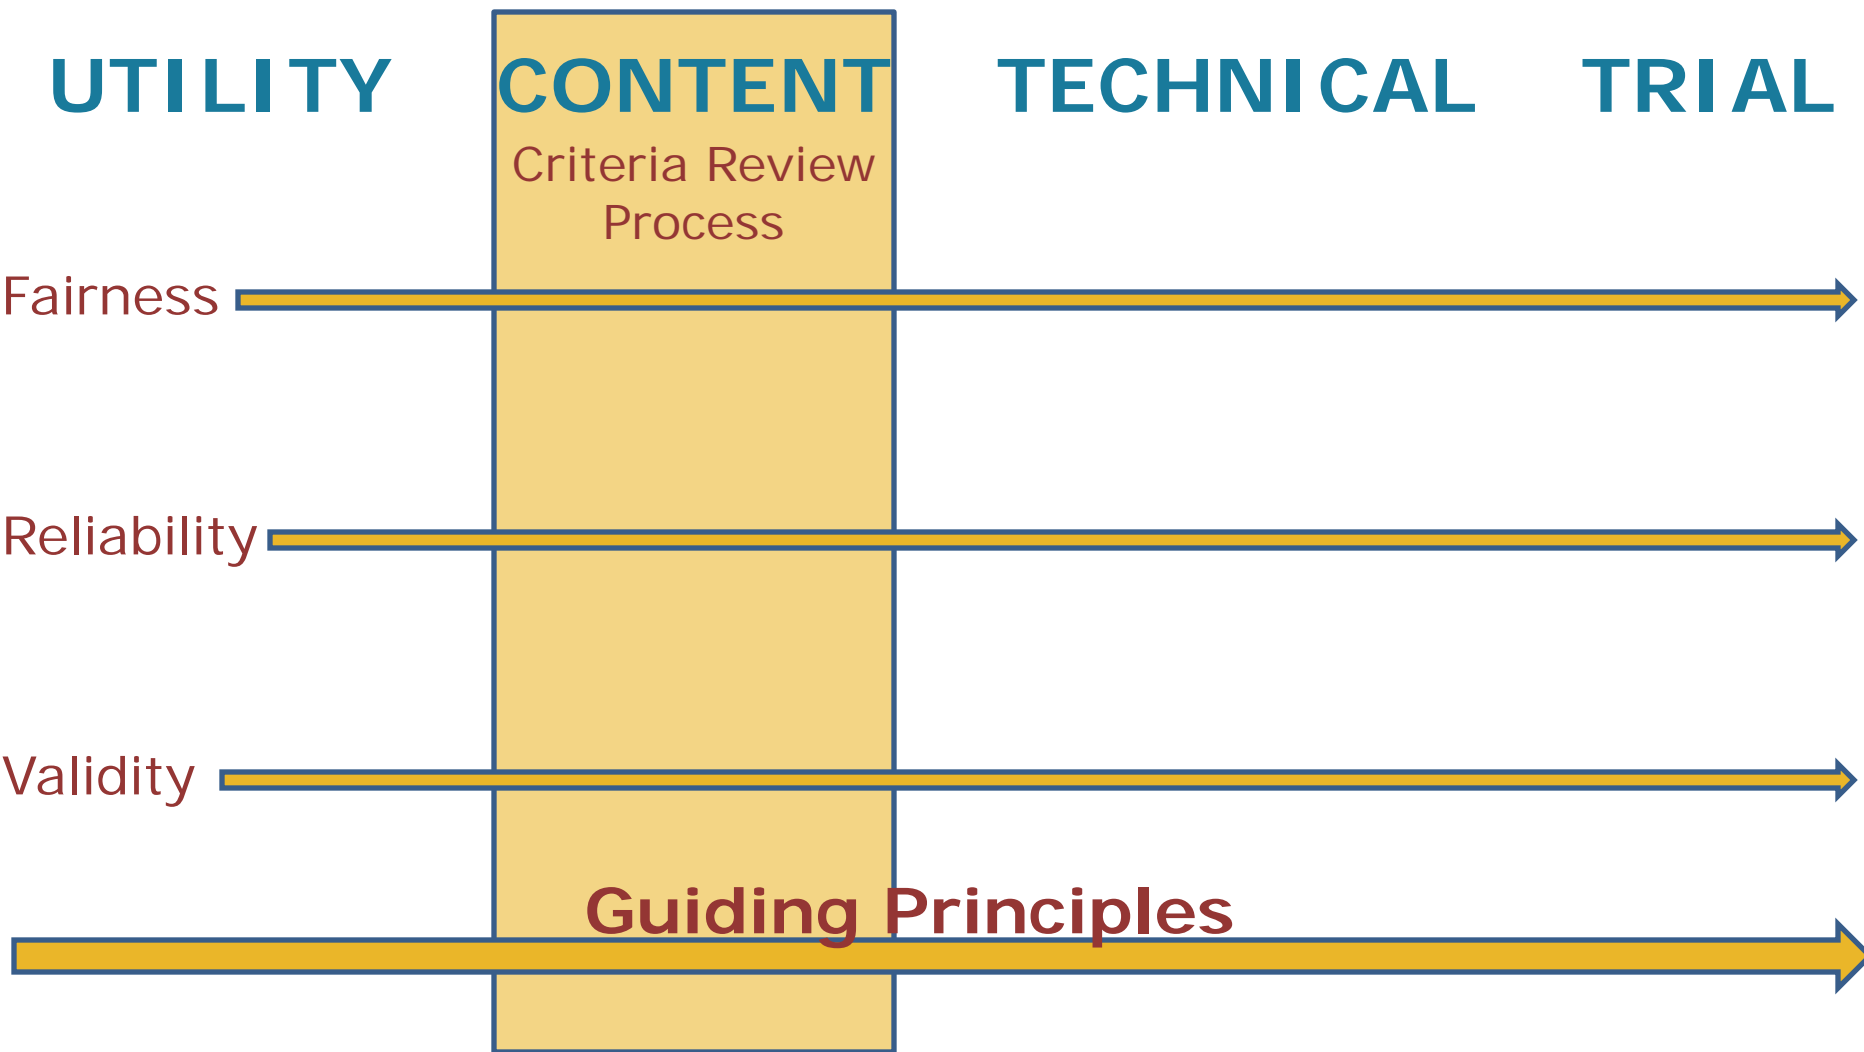 UTILITY CONTENT TECHNICAL TRIAL
Criteria Review
Process
Fairness
Reliability
Validity
Guiding Principles